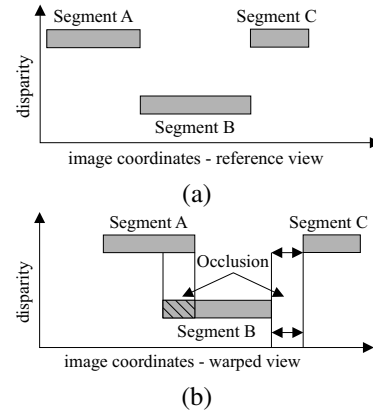 Segment A
Segment C
disparity
Segment B
image coordinates - reference view
(a)
Segment A
Segment C
Occlusion
disparity
Segment B
image coordinates - warped view
(b)